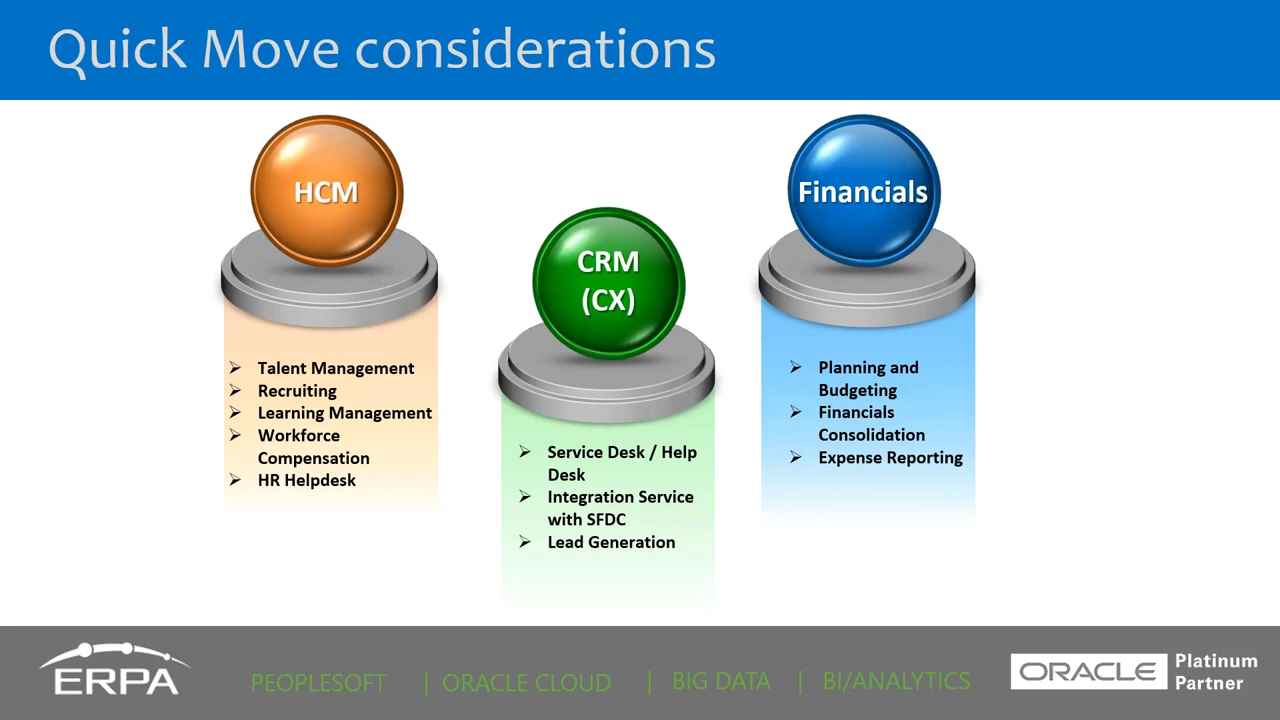 Quick Move considerations
HCM
Talent Management
Recruiting
Learning Management
Workforce
Compensation
HR Helpdesk
CRM
(CX)
Service Desk / Help
Desk
Integration Service
with SFDC
Lead Generation
Financials
Planning and
Budgeting
Financials
Consolidation
Expense Reporting
ERPA
PEOPLESOFT | ORACLE CLOUD | BIG DATA | BI/ANALYTICS
ORACLE Platinum
Partner